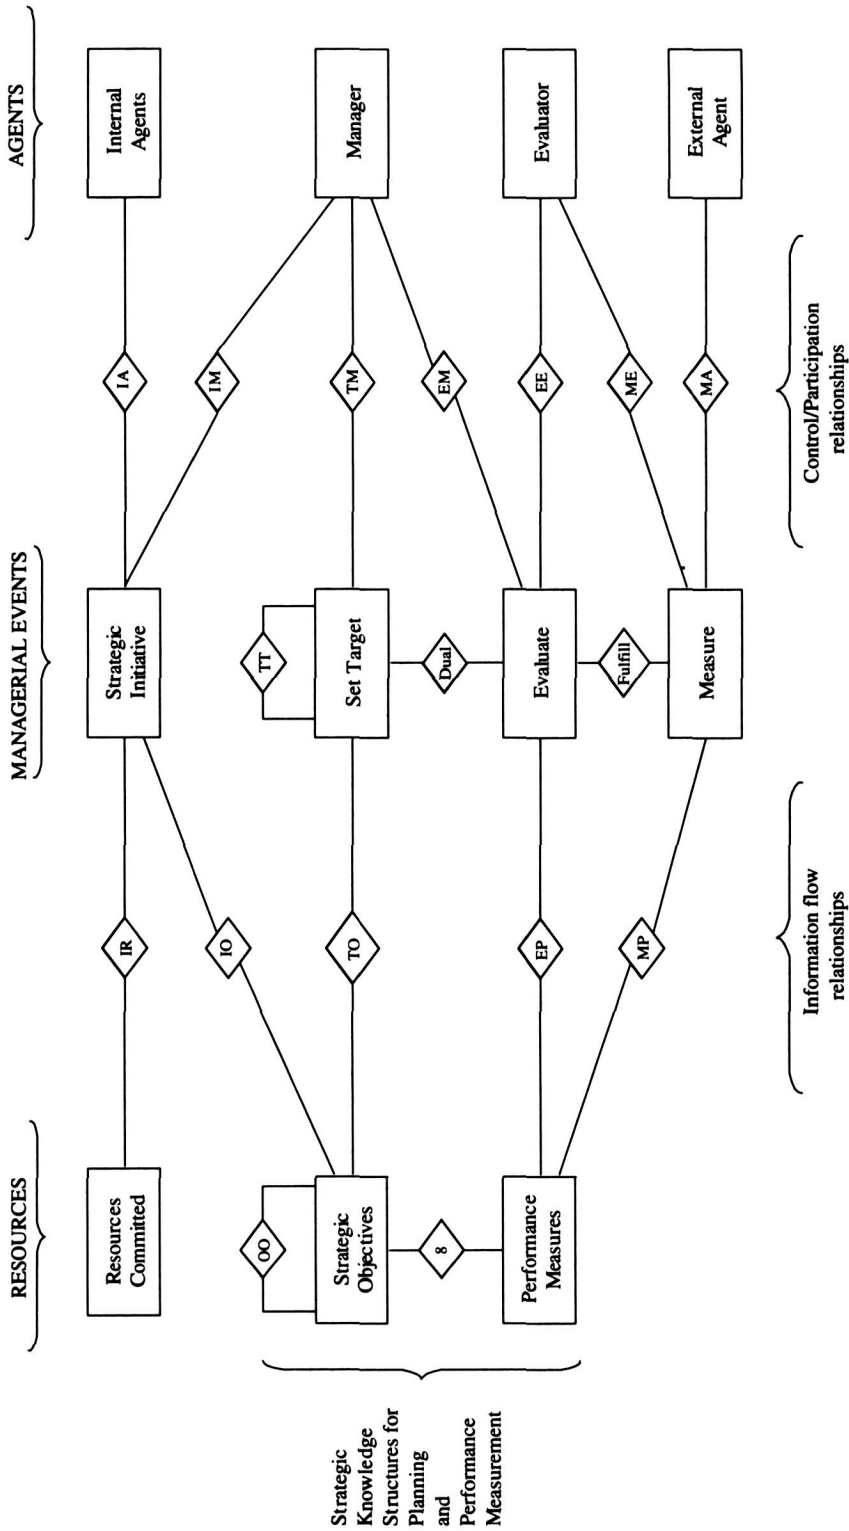 RESOURCES
MANAGERIAL EVENTS
AGENTS
Resources
Committed
IR
Strategic
Initiative
IA
Internal
Agents
IO
IM
OO
TT
Strategic
Objectives
TO
Set Target
TM
Manager
8
Dual
EM
Performance
Measures
EP
Evaluate
EE
Evaluator
MP
Fulfill
ME
Measure
MA
External
Agent
Strategic
Knowledge
Structures for
Planning
and
Performance
Measurement
Information flow
relationships
Control/Participation
relationships